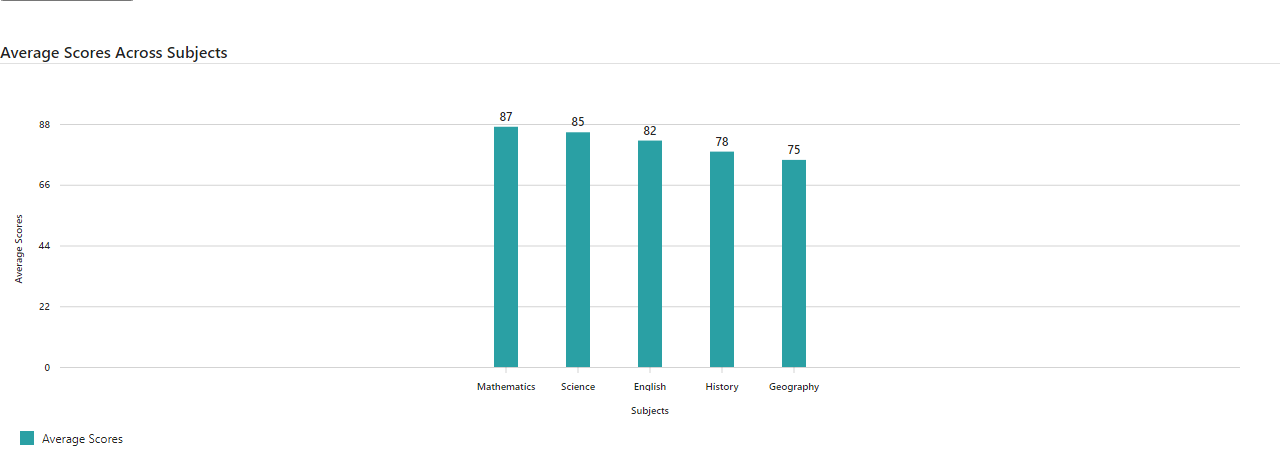 Average Scores Across Subjects
87
85
82
78
75
88
66
44
22
0
Average Scores
Mathematics Science English History Geography
Subjects
Average Scores